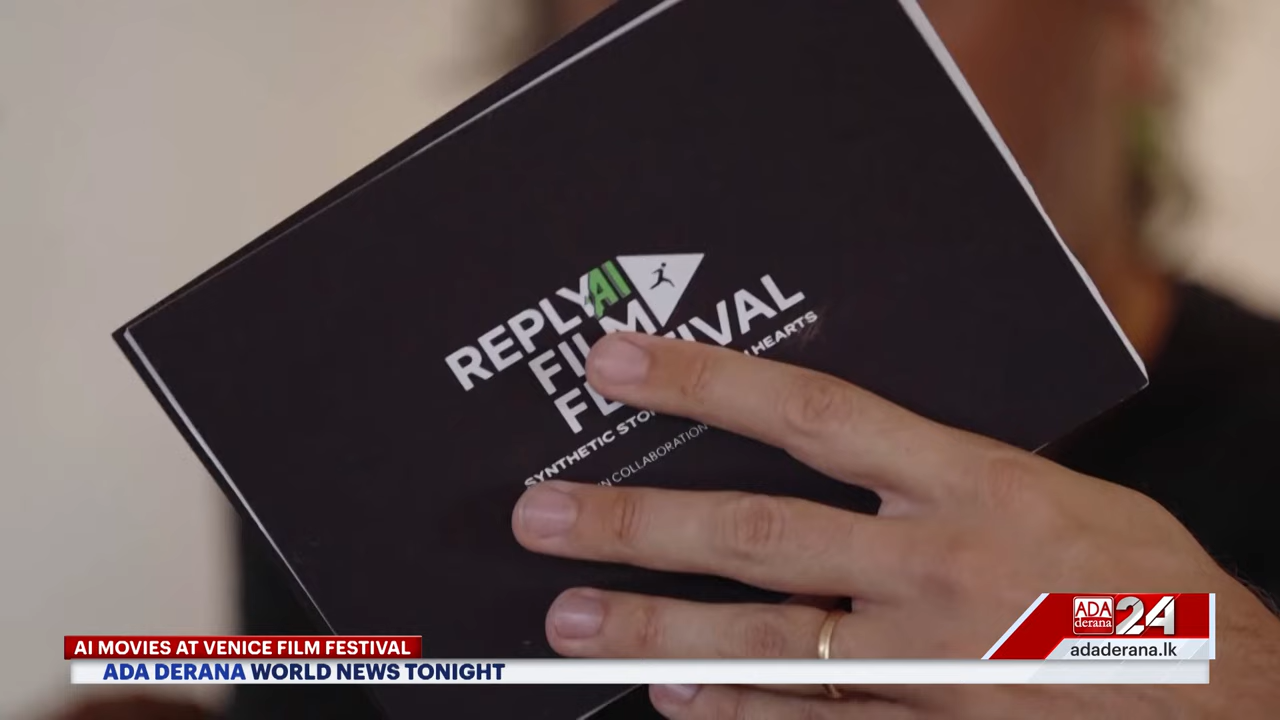 REPLY AI
FILM
FESTIVAL
SYNTHETIC HEARTS
IN COLLABORATION
AI MOVIES AT VENICE FILM FESTIVAL
ADA DERANA WORLD NEWS TONIGHT
ADA
derana
24
adaderana.lk